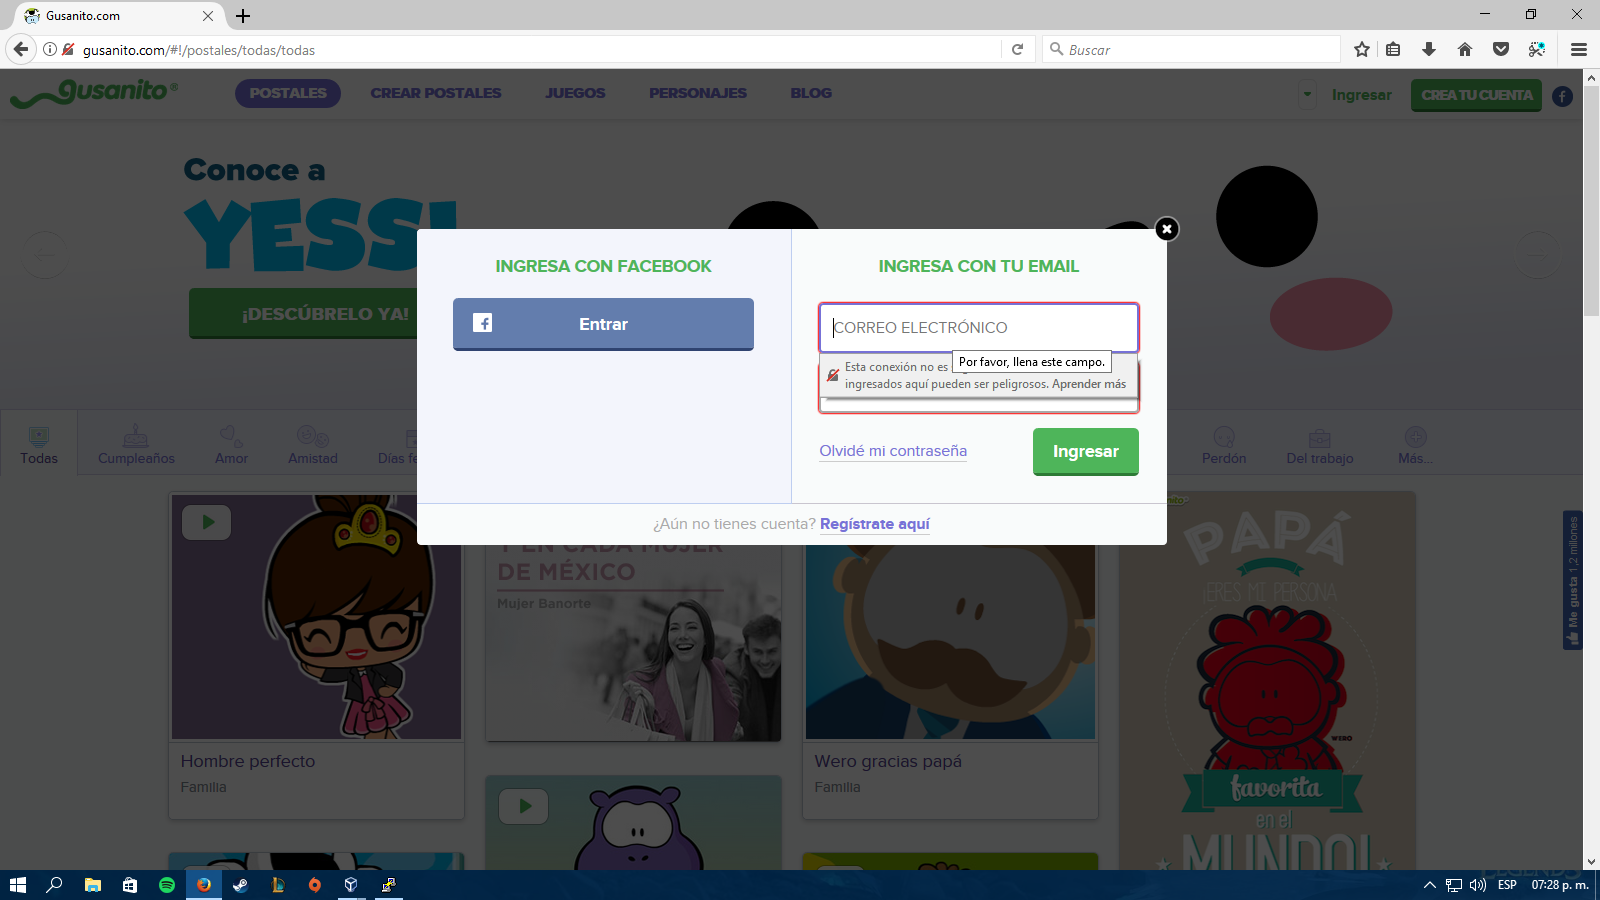 Gusanito.com
gusanito.com/#!/postales/todas/todas
Buscar
gusanito®
POSTALES
CREAR POSTALES
JUEGOS
PERSONAJES
BLOG
Ingresar
CREA TU CUENTA
Conoce a
YESS!
¡DESCÚBRELO YA!
INGRESA CON FACEBOOK
Entrar
INGRESA CON TU EMAIL
CORREO ELECTRÓNICO
Por favor, llena este campo.
Esta conexión no es
ingresados aquí pueden ser peligrosos. Aprender más
Olvidé mi contraseña
Ingresar
¿Aún no tienes cuenta? Regístrate aquí
Todas
Cumpleaños
Amor
Amistad
Días fe
Perdón
Del trabajo
Más...
Y EN CADA MUJER
DE MÉXICO
Mujer Banorte
Hombre perfecto
Familia
Wero gracias papá
Familia
PAPÁ
¡ERES MI PERSONA
WERO
favorita
en el
MUNDO!
Me gusta 1,2 millones
ESP
07:28 p. m.